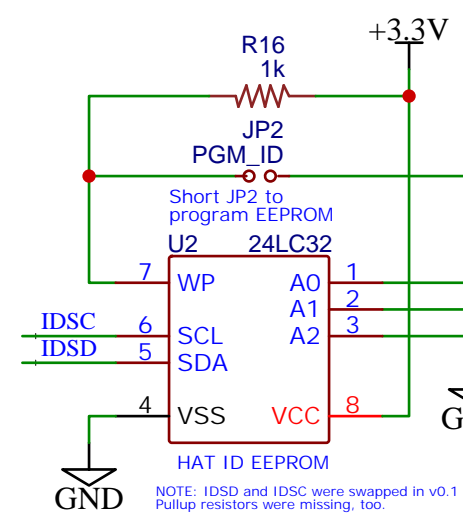 +3.3V
R16
1k
JP2
PGM_ID
Short JP2 to
program EEPROM
U2 24LC32
7 WP A0 1
A1 2
IDSC 6 SCL A2 3
IDSD 5 SDA
4 VSS VCC 8
G
HAT ID EEPROM
GND
NOTE: IDSD and IDSC were swapped in v0.1
Pullup resistors were missing, too.